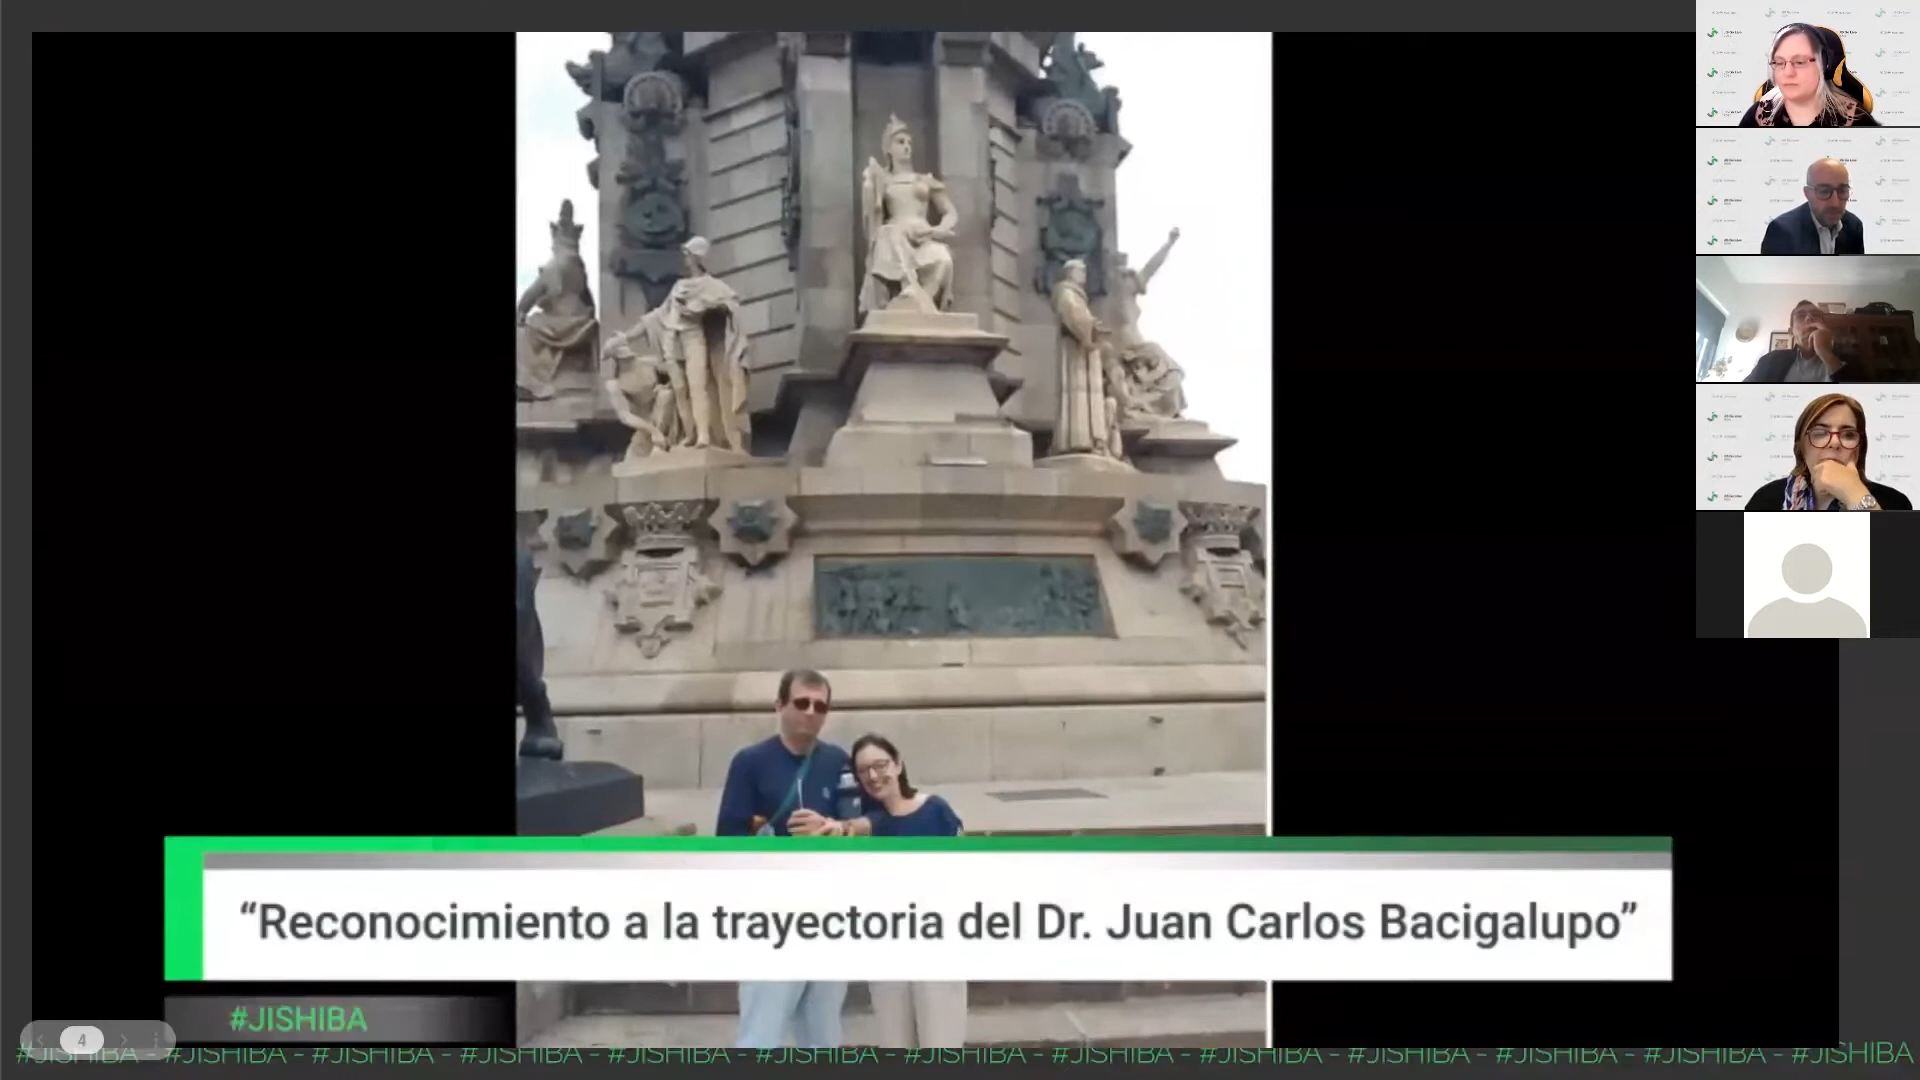 “Reconocimiento a la trayectoria del Dr. Juan Carlos Bacigalupo”
#JISHIBA
4
#JISHIBA - #JISHIBA - #JISHIBA - #JISHIBA - #JISHIBA - #JISHIBA - #JISHIBA - #JISHIBA - #JISHIBA - #JISHIBA - #JISHIBA - #JISHIBA - #JISHIBA